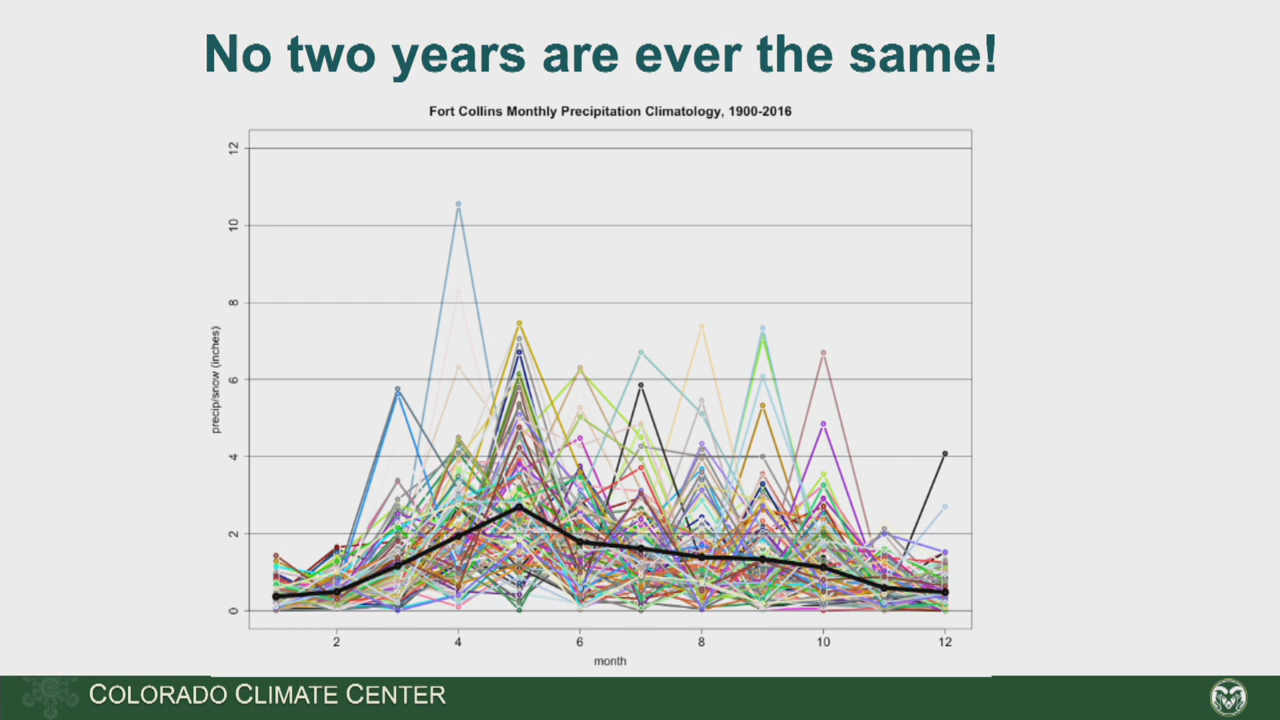 No two years are ever the same!
Fort Collins Monthly Precipitation Climatology, 1900-2016
precip/snow (inches)
12
10
8
6
4
2
0
2 4 6 8 10 12
month
COLORADO CLIMATE CENTER